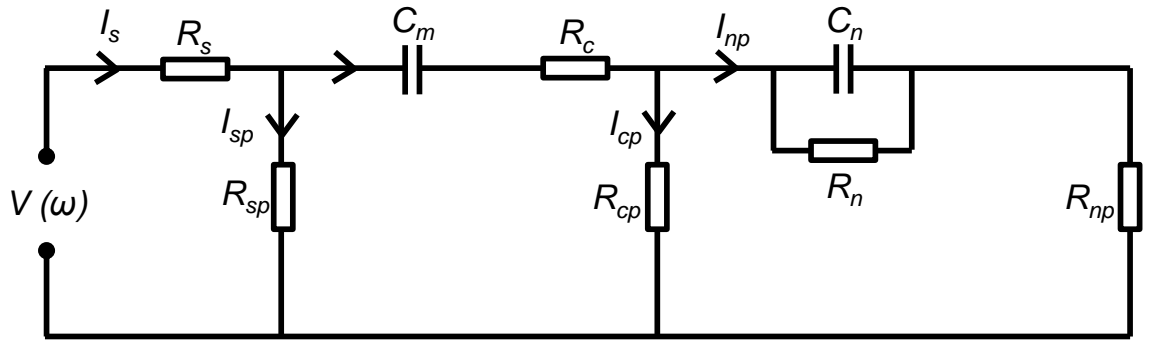 I_s
R_s
C_m
R_c
I_np
C_n
I_sp
I_cp
R_n
V (ω)
R_sp
R_cp
R_np